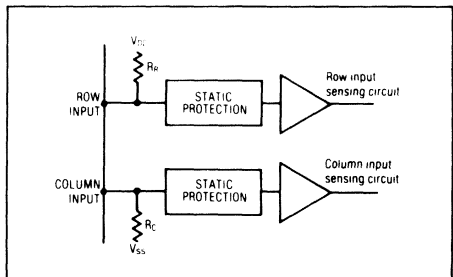 V
RR
ROW
INPUT
STATIC
PROTECTION
Row input
sensing circuit
COLUMN
INPUT
STATIC
PROTECTION
Column input
sensing circuit
RC
VSS